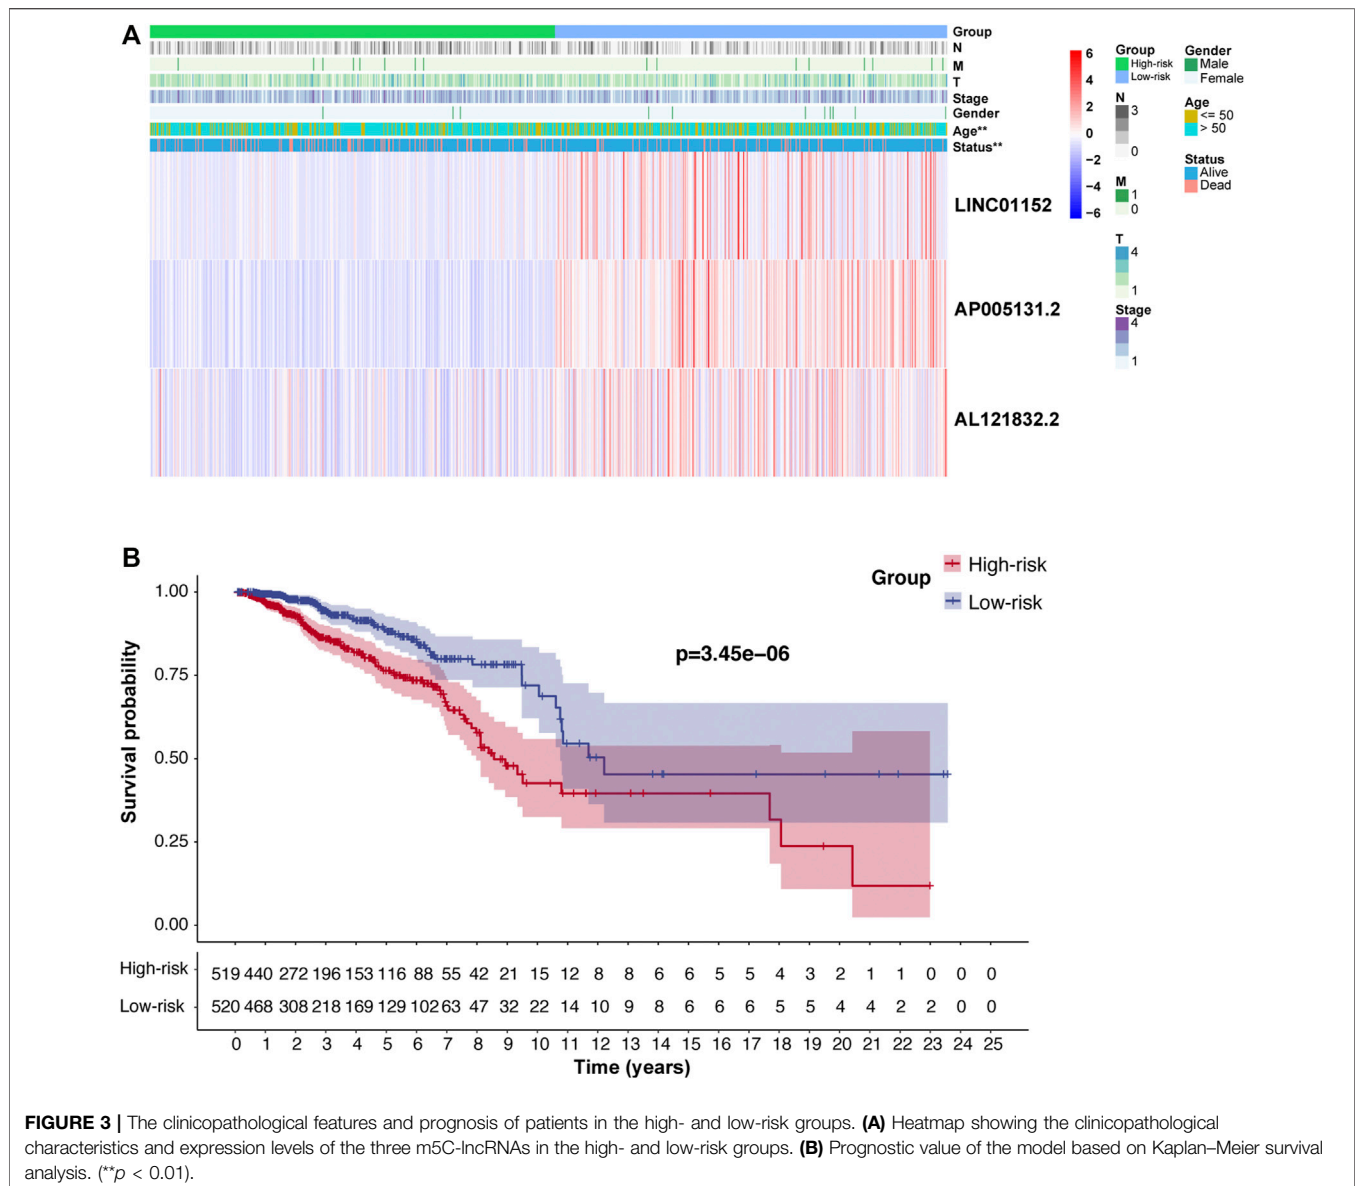 A
Group
N
M
T
Stage
Gender
Age**
Status**
LINC01152
AP005131.2
AL121832.2
6
4
2
0
−2
−4
−6
Group
High-risk
Low-risk
N
3
0
M
1
0
T
4
1
Stage
4
1
Gender
Male
Female
Age
<= 50
> 50
Status
Alive
Dead
B
Group
High-risk
Low-risk
p=3.45e−06
Survival probability
1.00
0.75
0.50
0.25
0.00
High-risk 519 440 272 196 153 116 88 55 42 21 15 12 8 8 6 6 5 5 4 3 2 1 1 0 0 0
Low-risk 520 468 308 218 169 129 102 63 47 32 22 14 10 9 8 6 6 6 5 5 4 4 2 2 0 0
0 1 2 3 4 5 6 7 8 9 10 11 12 13 14 15 16 17 18 19 20 21 22 23 24 25
Time (years)
FIGURE 3 | The clinicopathological features and prognosis of patients in the high- and low-risk groups. (A) Heatmap showing the clinicopathological
characteristics and expression levels of the three m5C-lncRNAs in the high- and low-risk groups. (B) Prognostic value of the model based on Kaplan–Meier survival
analysis. (**p < 0.01).